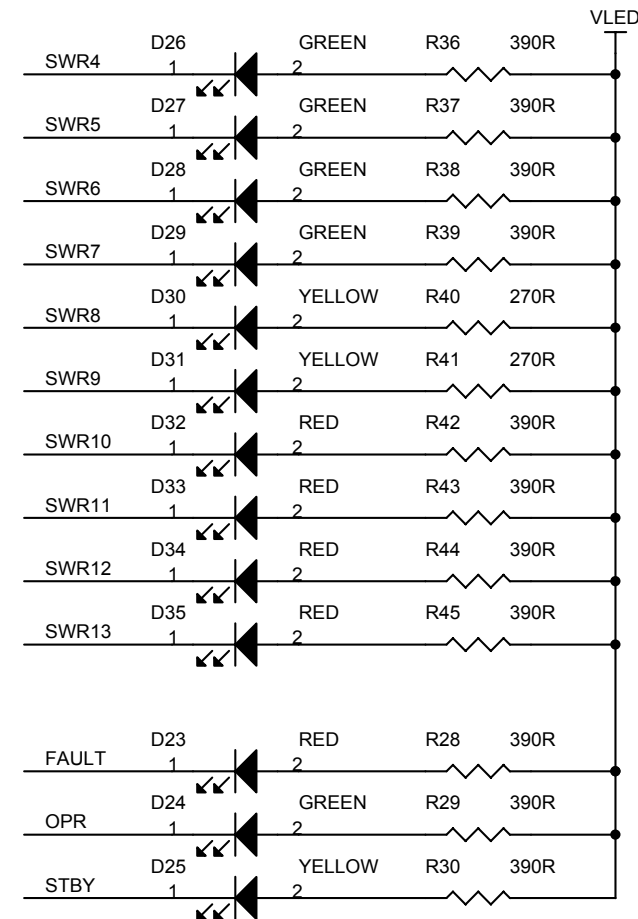 VLED
D26 GREEN R36 390R
SWR4 1 2
D27 GREEN R37 390R
SWR5 1 2
D28 GREEN R38 390R
SWR6 1 2
D29 GREEN R39 390R
SWR7 1 2
D30 YELLOW R40 270R
SWR8 1 2
D31 YELLOW R41 270R
SWR9 1 2
D32 RED R42 390R
SWR10 1 2
D33 RED R43 390R
SWR11 1 2
D34 RED R44 390R
SWR12 1 2
D35 RED R45 390R
SWR13 1 2
D23 RED R28 390R
FAULT 1 2
D24 GREEN R29 390R
OPR 1 2
D25 YELLOW R30 390R
STBY 1 2